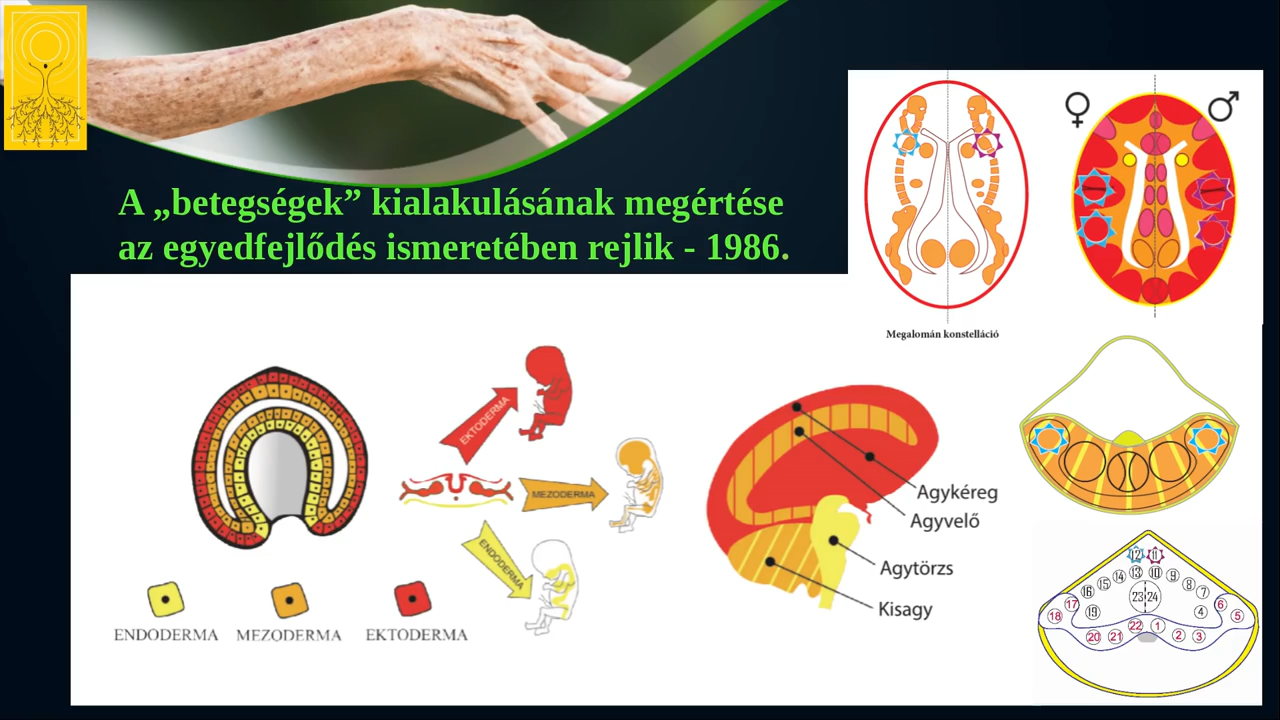 A „betegségek” kialakulásának megértése
az egyedfejlődés ismeretében rejlik - 1986.
♀ ♂
Megalomán konstelláció
EKTODERMA
MEZODERMA
ENDODERMA
ENDODERMA MEZODERMA EKTODERMA
Agykéreg
Agyvelő
Agytörzs
Kisagy
12 11
15 14 13 10 9 8
16 7
17 23 24 6
18 19 4 5
22 1
20 21 2 3